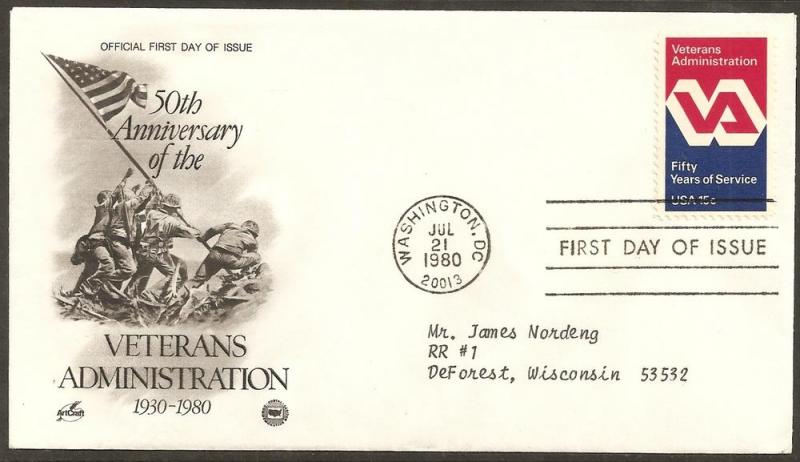 OFFICIAL FIRST DAY OF ISSUE
50th
Anniversary
of the
VETERANS
ADMINISTRATION
1930-1980
ArtCraft
Veterans
Administration
VA
Fifty
Years of Service
USA 15c
WASHINGTON, DC
JUL
21
1980
20013
FIRST DAY OF ISSUE
Mr. James Nordeng
RR #1
DeForest, Wisconsin 53532